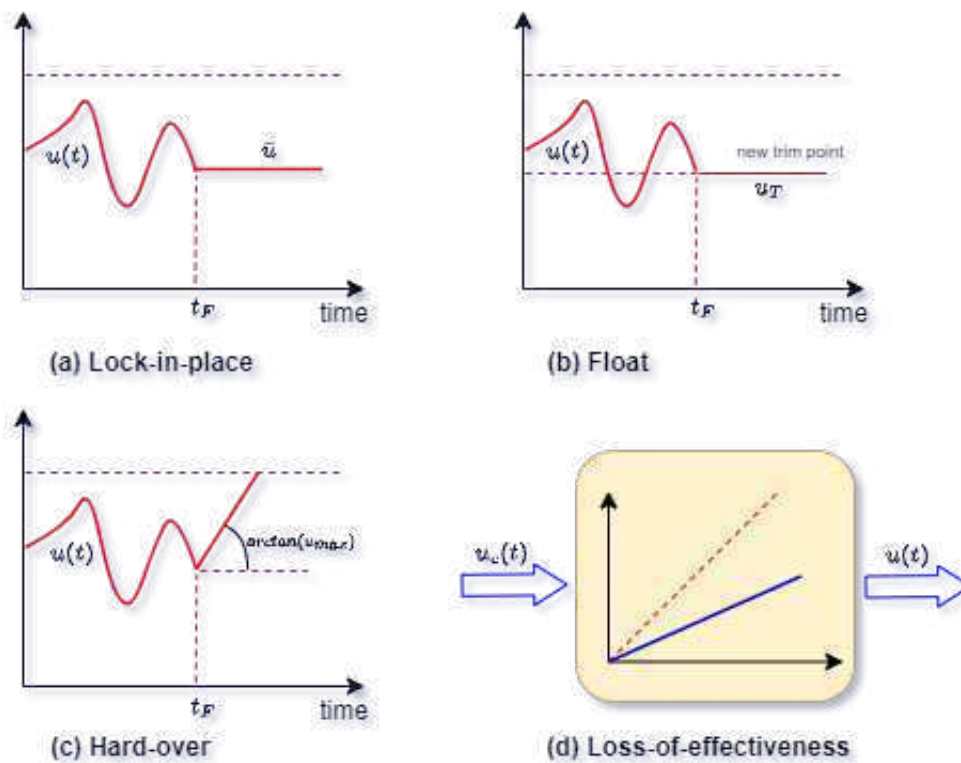 u(t)
ū
t_F
time
(a) Lock-in-place
u(t)
new trim point
u_T
t_F
time
(b) Float
u(t)
arctan(u_max)
t_F
time
(c) Hard-over
u_c(t)
u(t)
(d) Loss-of-effectiveness